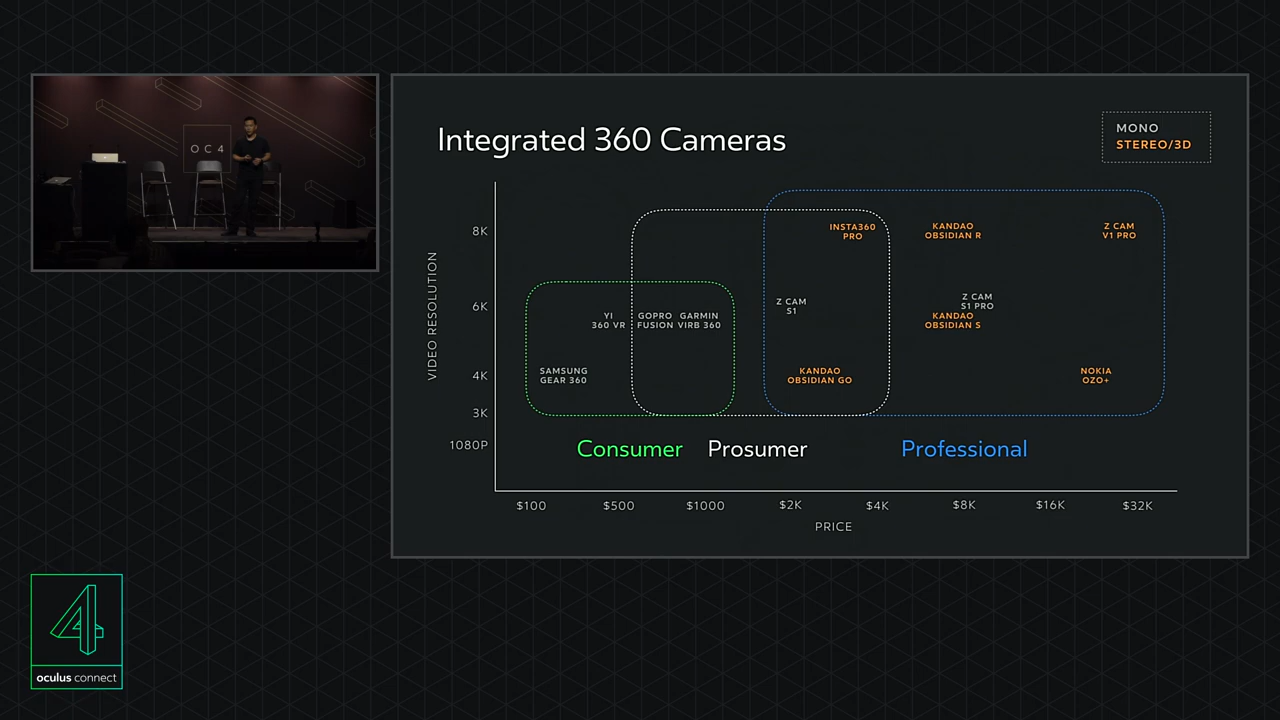 OC4
Integrated 360 Cameras
MONO
STEREO/3D
VIDEO RESOLUTION
8K
6K
4K
3K
1080P
INSTA360
PRO
KANDAO
OBSIDIAN R
Z CAM
V1 PRO
YI
360 VR
GOPRO
FUSION
GARMIN
VIRB 360
Z CAM
S1
Z CAM
S1 PRO
KANDAO
OBSIDIAN S
SAMSUNG
GEAR 360
KANDAO
OBSIDIAN GO
NOKIA
OZO+
Consumer
Prosumer
Professional
$100
$500
$1000
$2K
$4K
$8K
$16K
$32K
PRICE
4
oculus connect